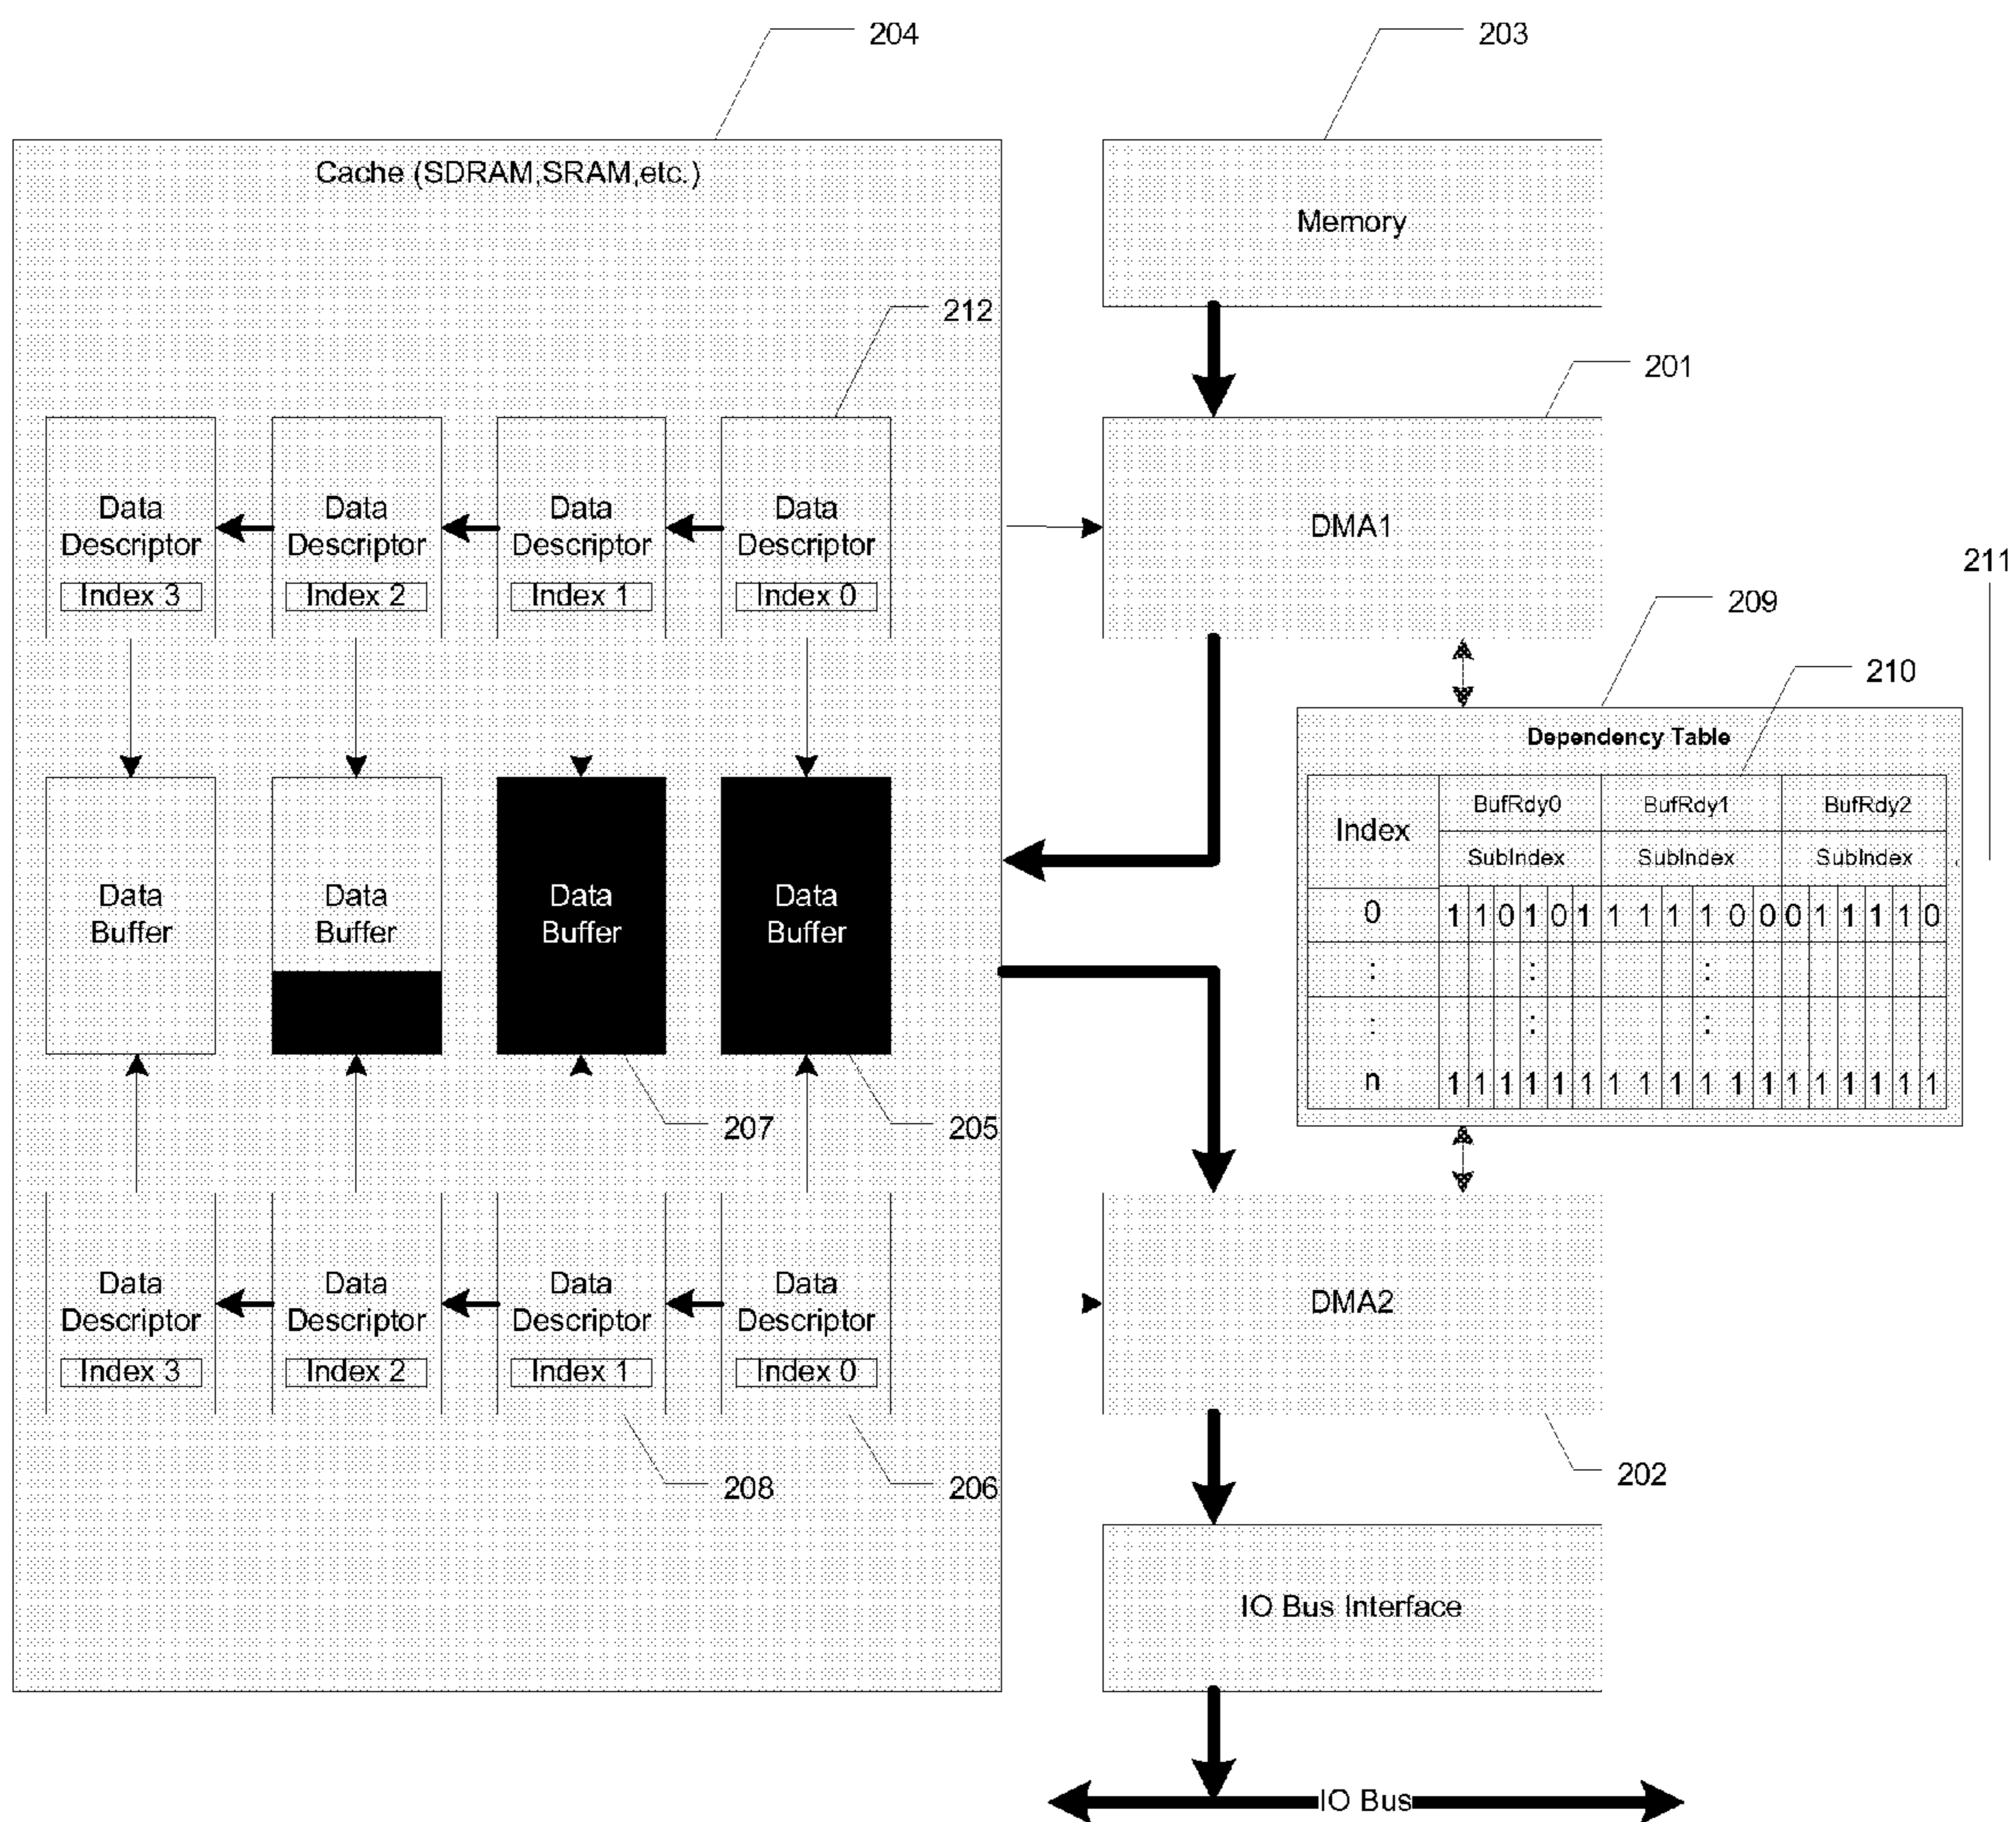 204
203
Cache (SDRAM,SRAM,etc.)
Memory
212
201
Data
Descriptor
Index 3
Data
Descriptor
Index 2
Data
Descriptor
Index 1
Data
Descriptor
Index 0
DMA1
211
209
210
Dependency Table
Index
BufRdy0
BufRdy1
BufRdy2
SubIndex
SubIndex
SubIndex
0 1 1 0 1 0 1 1 1 1 1 0 0 0 1 1 1 1 0
: : :
: : :
n 1 1 1 1 1 1 1 1 1 1 1 1 1 1 1 1 1 1
Data
Buffer
Data
Buffer
Data
Buffer
Data
Buffer
207
205
Data
Descriptor
Index 3
Data
Descriptor
Index 2
Data
Descriptor
Index 1
Data
Descriptor
Index 0
DMA2
208
206
202
IO Bus Interface
IO Bus